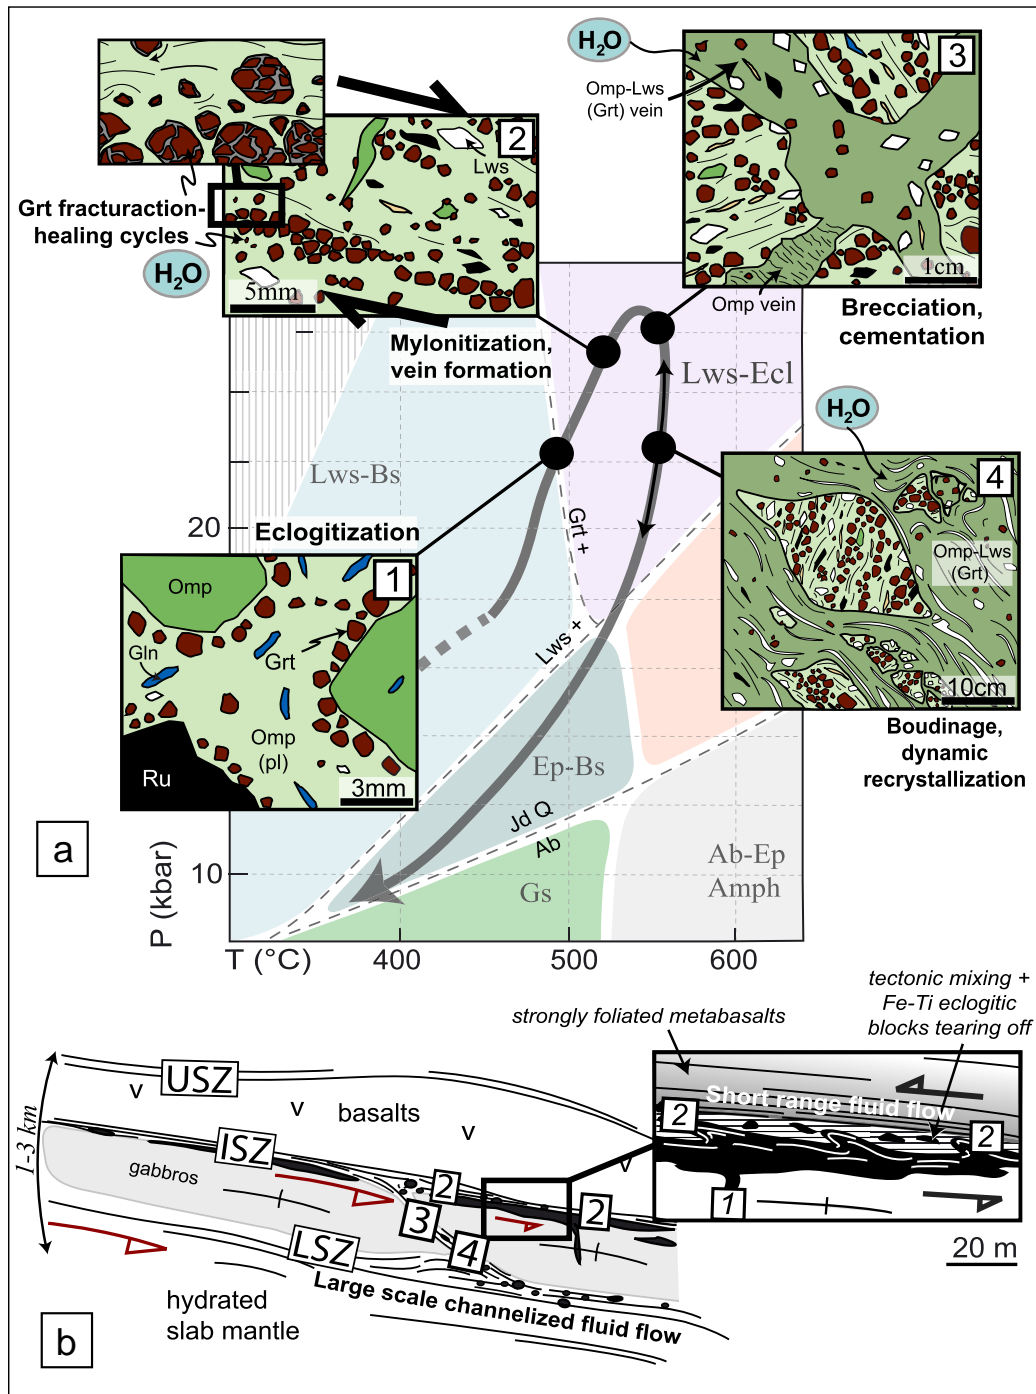 H₂O
3
Omp-Lws
(Grt) vein
2
Lws
Grt fracturaction-
healing cycles
H₂O
5mm
1cm
Omp vein
Brecciation,
cementation
Mylonitization,
vein formation
Lws-Ecl
H₂O
4
Lws-Bs
20
Eclogitization
Grt +
Omp-Lws
(Grt)
1
Omp
Gln
Grt
Lws +
10cm
Omp
(pl)
Ru
3mm
Boudinage,
dynamic
recrystallization
Ep-Bs
Jd Q
Ab
a
P (kbar)
10
Gs
Ab-Ep
Amph
T (°C)
400
500
600
tectonic mixing +
Fe-Ti eclogitic
blocks tearing off
strongly foliated metabasalts
USZ
v
v
basalts
v
v
Short range fluid flow
2
2
1
1-3 km
ISZ
gabbros
2
2
3
4
LSZ
20 m
Large scale channelized fluid flow
hydrated
slab mantle
b